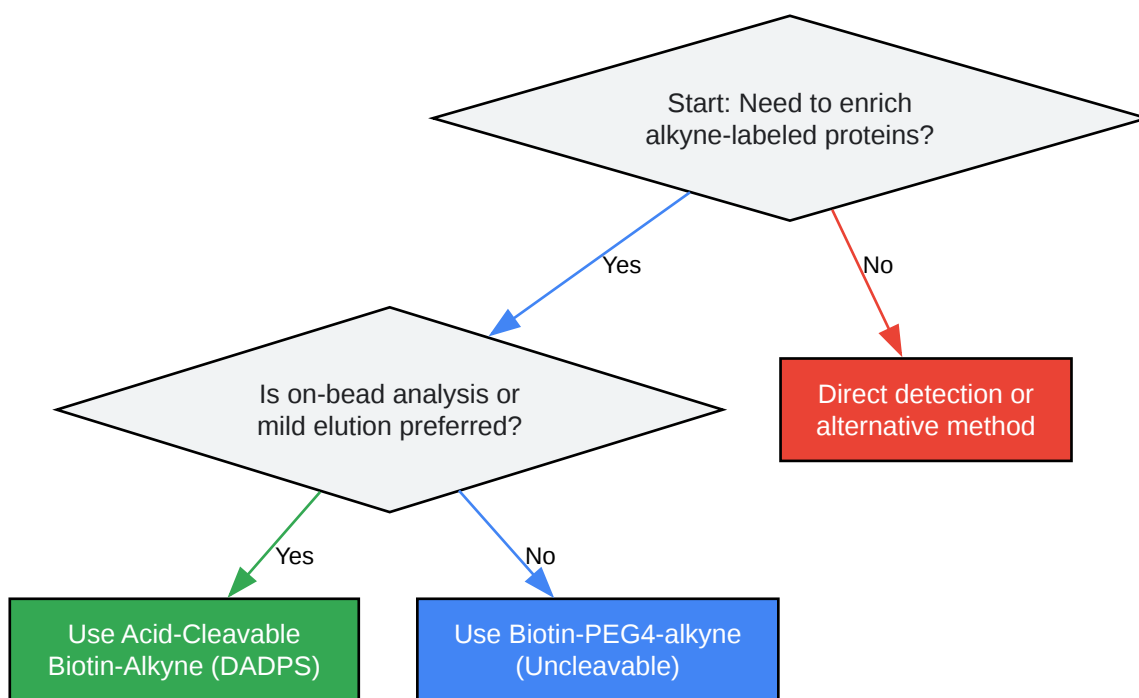 Start: Need to enrich
alkyne-labeled proteins?
Yes
No
Is on-bead analysis or
mild elution preferred?
Direct detection or
alternative method
Yes
No
Use Acid-Cleavable
Biotin-Alkyne (DADPS)
Use Biotin-PEG4-alkyne
(Uncleavable)